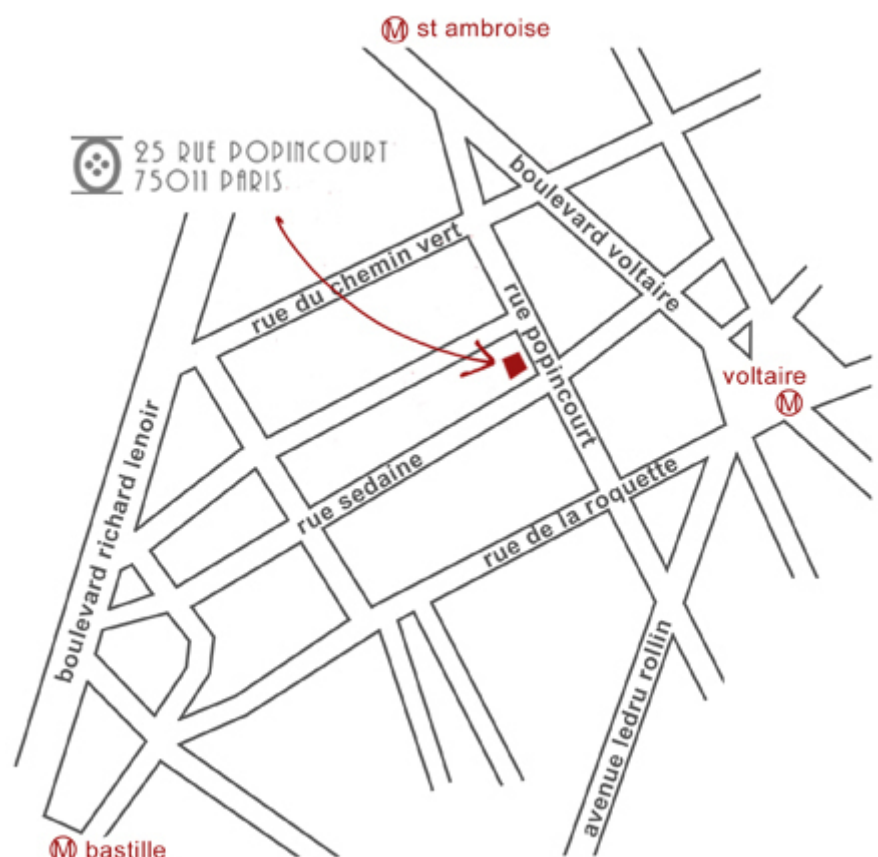 M st ambroise
25 RUE POPINCOURT
75011 PARIS
boulevard voltaire
rue du chemin vert
rue popincourt
voltaire
M
boulevard richard lenoir
rue sedaine
rue de la roquette
avenue ledru rollin
M bastille